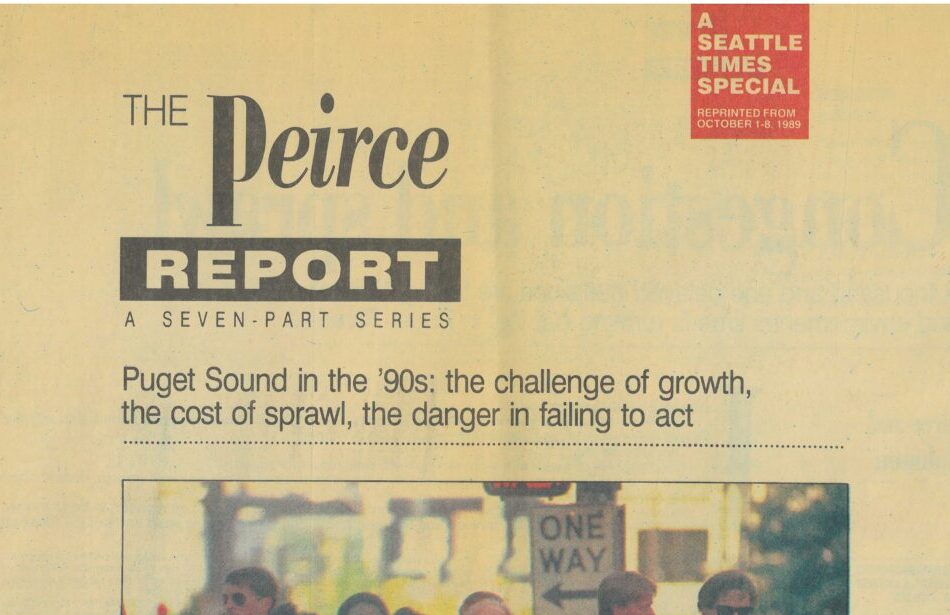 A
SEATTLE
TIMES
SPECIAL
REPRINTED FROM
OCTOBER 1-8, 1989
THE
Peirce
REPORT
A SEVEN-PART SERIES
Puget Sound in the '90s: the challenge of growth,
the cost of sprawl, the danger in failing to act
ONE
WAY